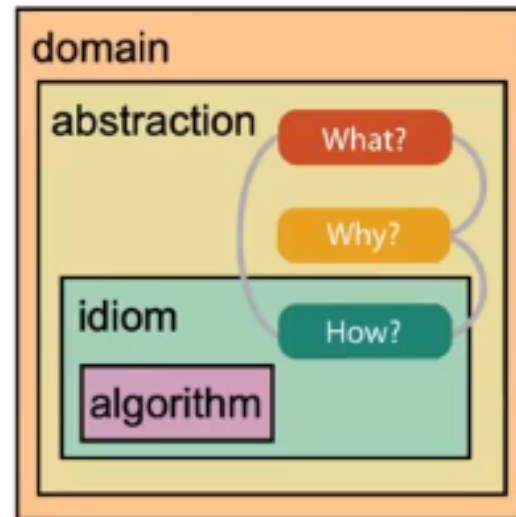 domain
abstraction
What?
Why?
idiom
How?
algorithm